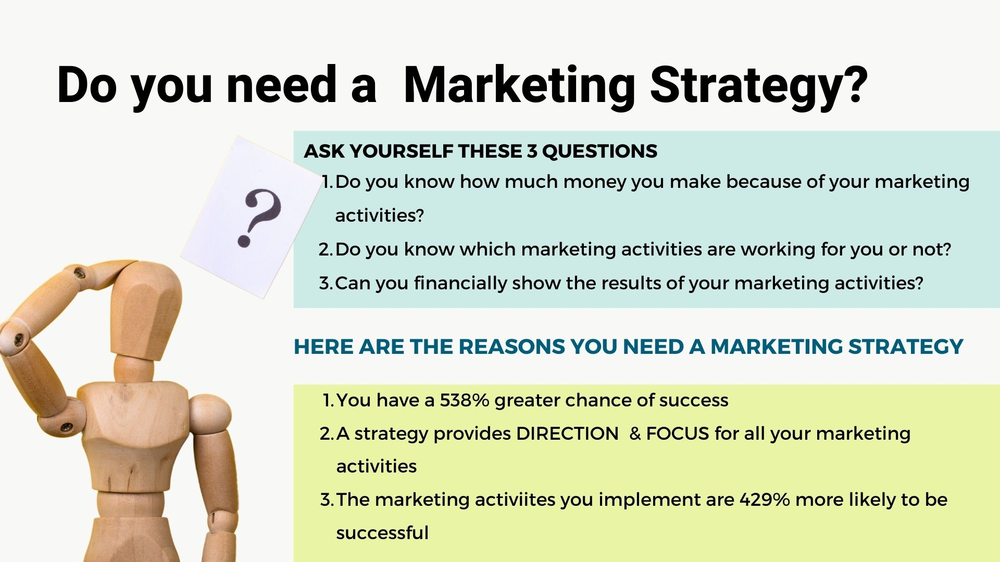 Do you need a  Marketing Strategy?
?
ASK YOURSELF THESE 3 QUESTIONS
1. Do you know how much money you make because of your marketing
activities?
2. Do you know which marketing activities are working for you or not?
3. Can you financially show the results of your marketing activities?
HERE ARE THE REASONS YOU NEED A MARKETING STRATEGY
1. You have a 538% greater chance of success
2. A strategy provides DIRECTION  & FOCUS for all your marketing
activities
3. The marketing activiites you implement are 429% more likely to be
successful